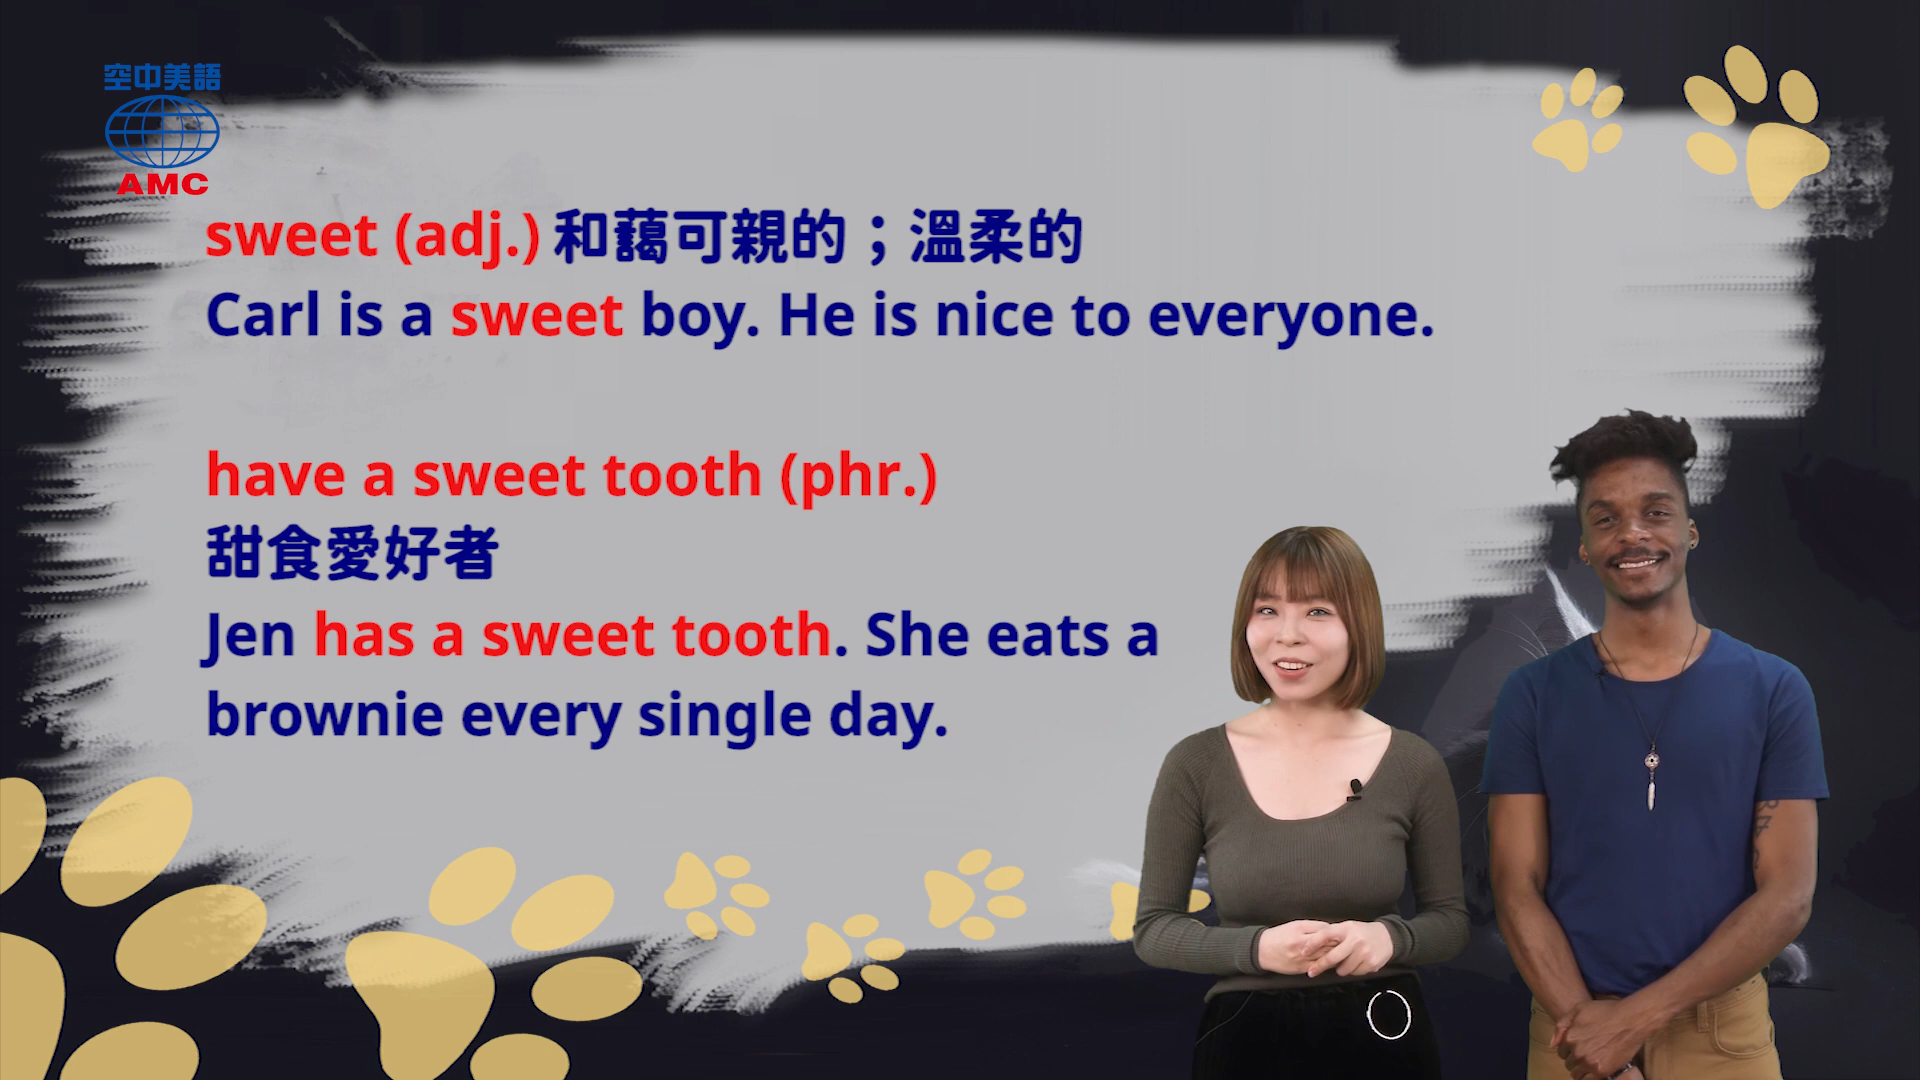 空中美語
AMC
sweet (adj.) 和藹可親的；溫柔的
Carl is a sweet boy. He is nice to everyone.
have a sweet tooth (phr.)
甜食愛好者
Jen has a sweet tooth. She eats a
brownie every single day.